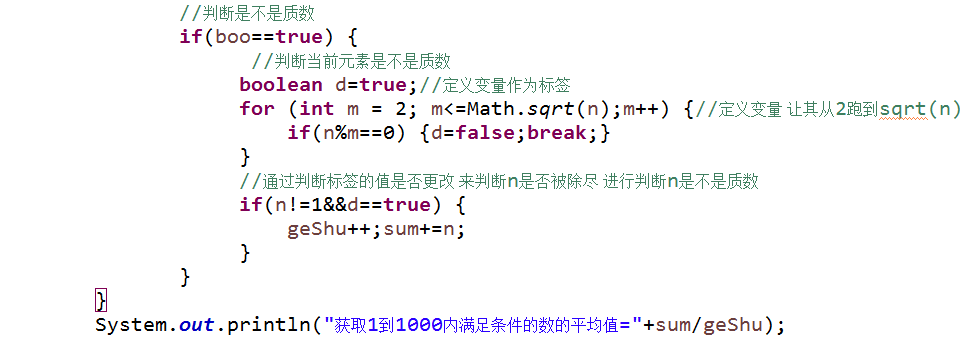 //判断是不是质数
if(boo==true) {
//判断当前元素是不是质数
boolean d=true;//定义变量作为标签
for (int m = 2; m<=Math.sqrt(n);m++) {//定义变量 让其从2跑到sqrt(n)
if(n%m==0) {d=false;break;}
}
//通过判断标签的值是否更改 来判断n是否被除尽 进行判断n是不是质数
if(n!=1&&d==true) {
geShu++;sum+=n;
}
}
}
System.out.println("获取1到1000内满足条件的数的平均值="+sum/geShu);